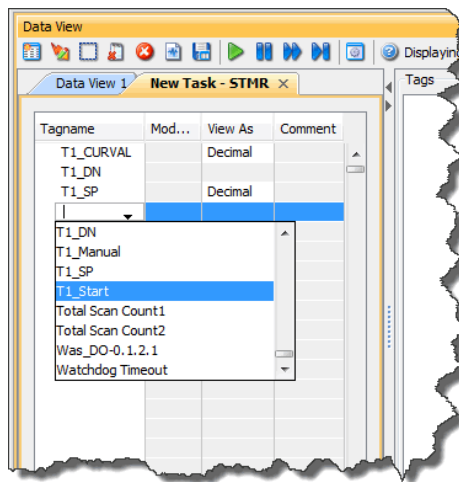 Data View
Displaying
Data View 1 New Task - STMR
Tags
Tagname Mod... View As Comment
T1_CURVAL Decimal
T1_DN
T1_SP Decimal
T1_DN
T1_Manual
T1_SP
T1_Start
Total Scan Count1
Total Scan Count2
Was_DO-0.1.2.1
Watchdog Timeout